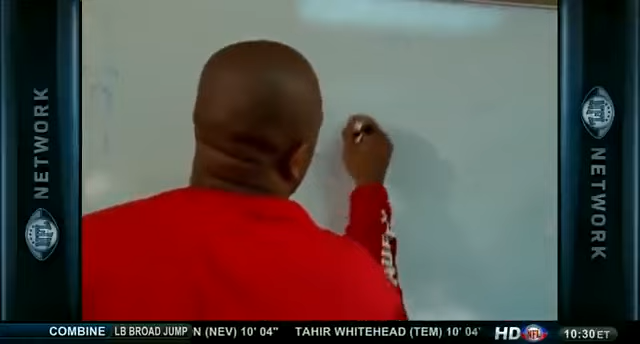 NETWORK
NFL
NETWORK
COMBINE LB BROAD JUMP N (NEV) 10' 04" TAHIR WHITEHEAD (TEM) 10' 04" HD NFL 10:30 ET